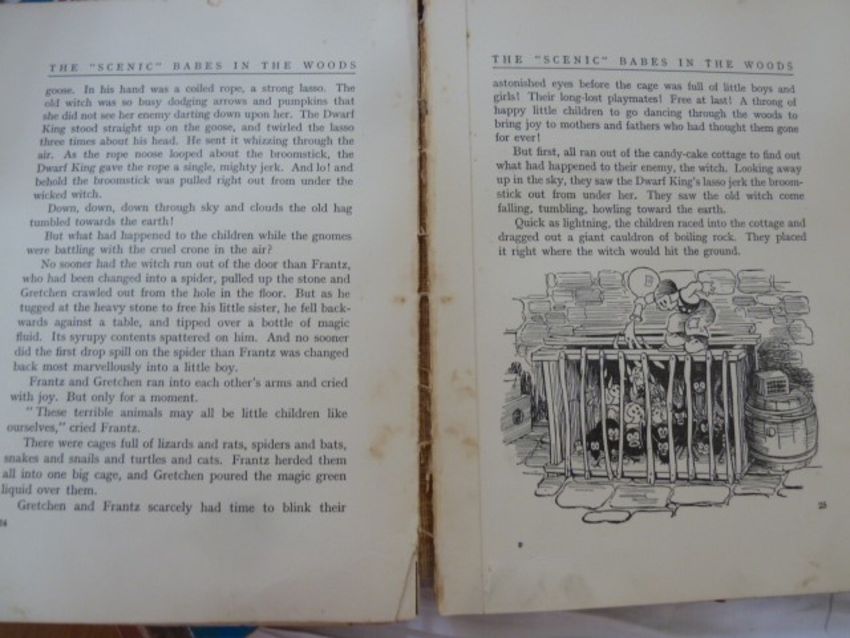 THE "SCENIC" BABES IN THE WOODS
goose. In his hand was a coiled rope, a strong lasso. The
old witch was so busy dodging arrows and pumpkins that
she did not see her enemy darting down upon her. The Dwarf
King stood straight up on the goose, and twirled the lasso
three times about his head. He sent it whizzing through the
air. As the rope noose looped about the broomstick, the
Dwarf King gave the rope a single, mighty jerk. And lo! and
behold the broomstick was pulled right out from under the
wicked witch.
Down, down, down through sky and clouds the old hag
tumbled towards the earth!
But what had happened to the children while the gnomes
were battling with the cruel crone in the air?
No sooner had the witch run out of the door than Frantz,
who had been changed into a spider, pulled up the stone and
Gretchen crawled out from the hole in the floor. But as he
tugged at the heavy stone to free his little sister, he fell back-
wards against a table, and tipped over a bottle of magic
fluid. Its syrupy contents spattered on him. And no sooner
did the first drop spill on the spider than Frantz was changed
back most marvellously into a little boy.
Frantz and Gretchen ran into each other's arms and cried
with joy. But only for a moment.
"These terrible animals may all be little children like
ourselves," cried Frantz.
There were cages full of lizards and rats, spiders and bats,
snakes and snails and turtles and cats. Frantz herded them
all into one big cage, and Gretchen poured the magic green
liquid over them.
Gretchen and Frantz scarcely had time to blink their
24
THE "SCENIC" BABES IN THE WOODS
astonished eyes before the cage was full of little boys and
girls! Their long-lost playmates! Free at last! A throng of
happy little children to go dancing through the woods to
bring joy to mothers and fathers who had thought them gone
for ever!
But first, all ran out of the candy-cake cottage to find out
what had happened to their enemy, the witch. Looking away
up in the sky, they saw the Dwarf King's lasso jerk the broom-
stick out from under her. They saw the old witch come
falling, tumbling, howling toward the earth.
Quick as lightning, the children raced into the cottage and
dragged out a giant cauldron of boiling rock. They placed
it right where the witch would hit the ground.
25